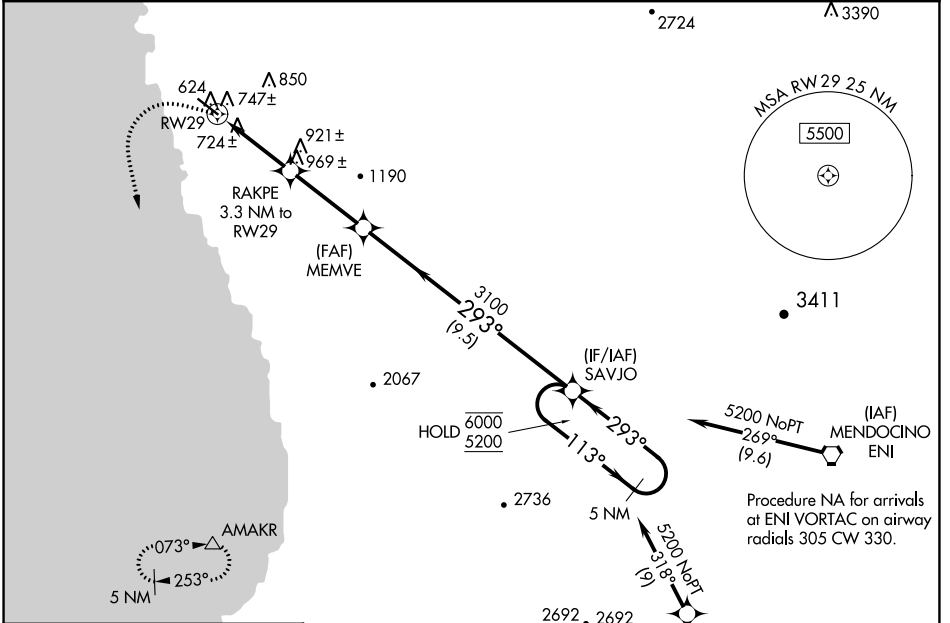 2724
3390
850
624
747±
RW29
724±
921±
969±
1190
RAKPE
3.3 NM to
RW29
(FAF)
MEMVE
MSA RW 29 25 NM
5500
3411
3100
293°
(9.5)
(IF/IAF)
SAVJO
2067
HOLD 6000
5200
293°
113°
5 NM
5200 NoPT
269°
(9.6)
(IAF)
MENDOCINO
ENI
Procedure NA for arrivals
at ENI VORTAC on airway
radials 305 CW 330.
2736
5200 NoPT
318°
(9)
AMAKR
073°
253°
5 NM
2692
2692